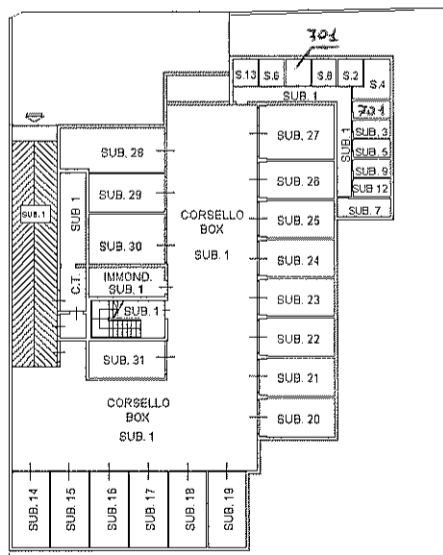 702
S.13
S.6
S.8
S.2
S.4
SUB. 1
701
SUB. 1
SUB. 3
SUB. 5
SUB. 9
SUB 12
SUB. 7
SUB. 27
SUB. 26
SUB. 25
SUB. 24
SUB. 23
SUB. 22
SUB. 21
SUB. 20
SUB. 28
SUB. 29
SUB. 30
IMMOND.
SUB. 1
SUB. 1
SUB. 31
SUB 1
C.T.
SUB.1
CORSELLO
BOX
SUB. 1
CORSELLO
BOX
SUB. 1
SUB. 14
SUB. 15
SUB. 16
SUB. 17
SUB. 18
SUB. 19